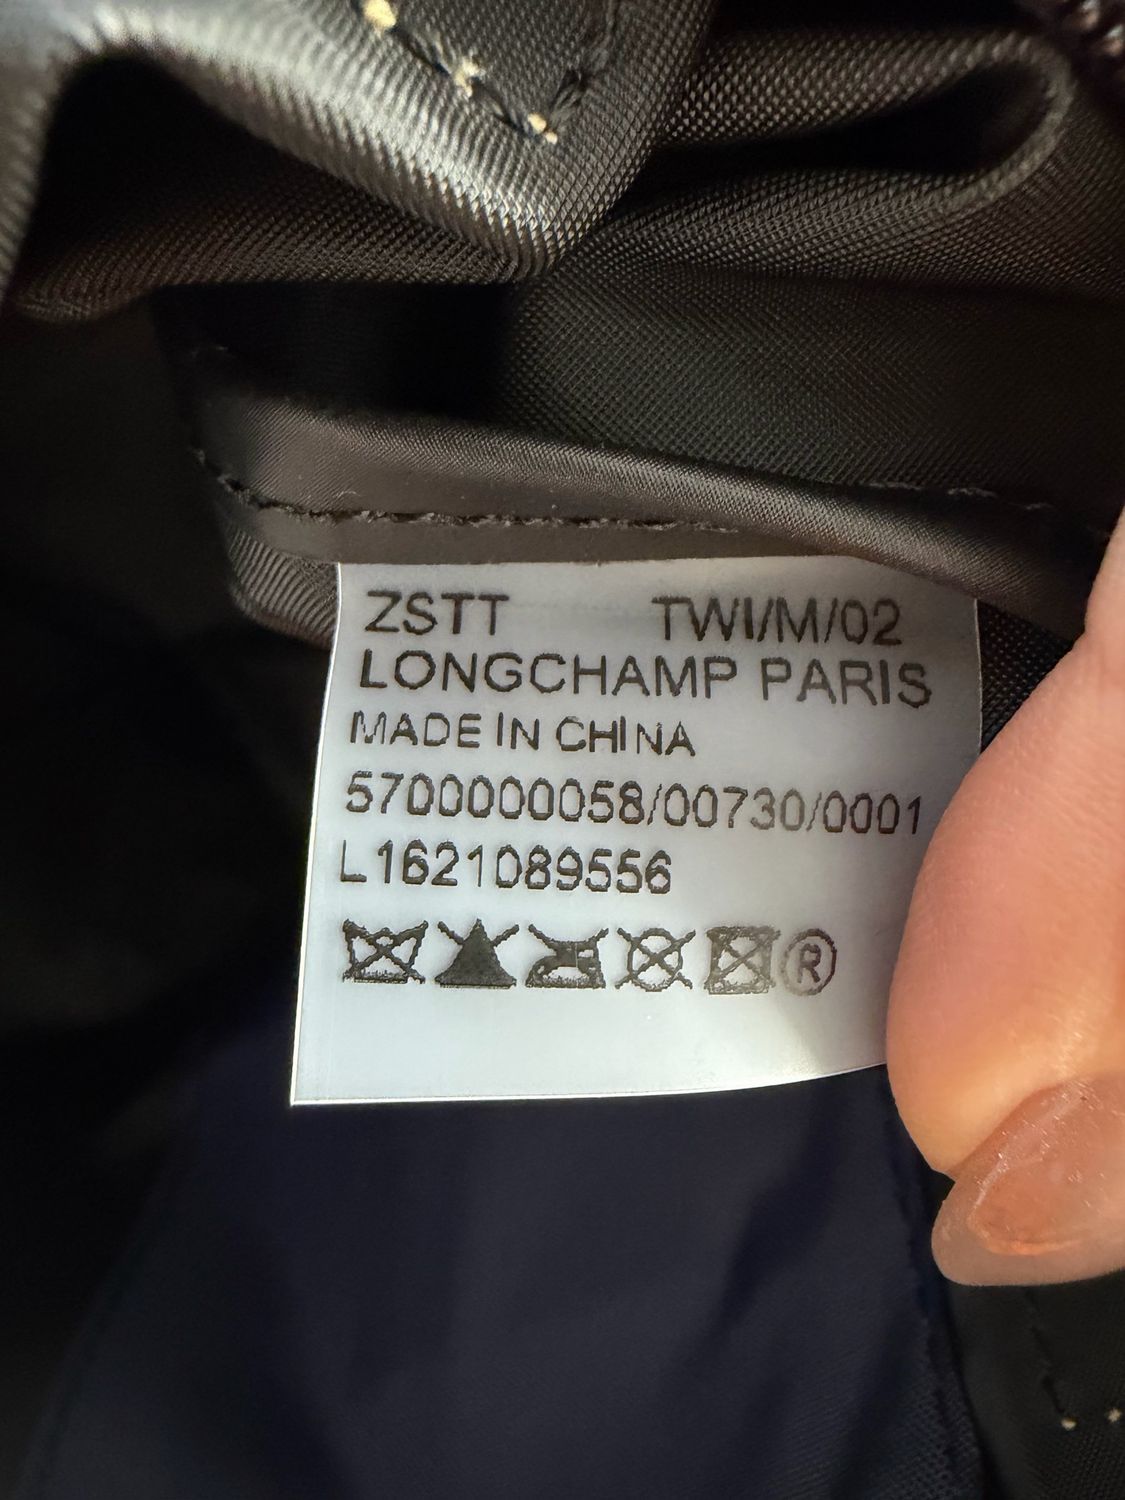 ZSTT TWI/M/02
LONGCHAMP PARIS
MADE IN CHINA
5700000058/00730/0001
L1621089556
®